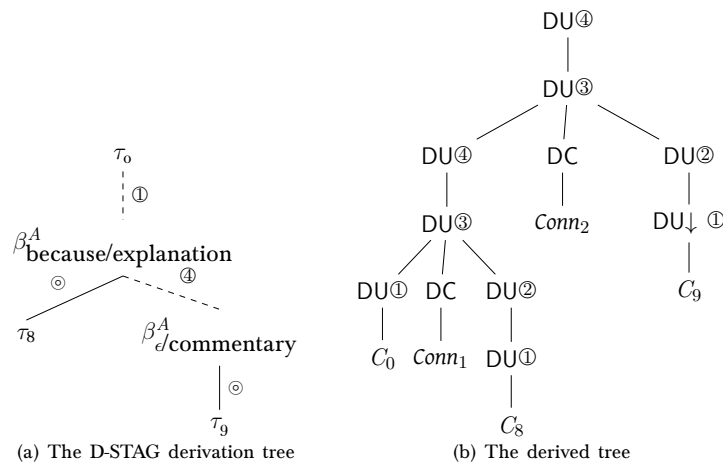 DU④
DU③
DU④ DC DU②
τ₀
①
Conn₂
DU③
DU↓ ①
β^A because/explanation
◎ ④
DU① DC DU②
C₉
τ₈
β^A ϵ/commentary
C₀ Conn₁ DU①
◎
C₈
τ₉
(a) The D-STAG derivation tree
(b) The derived tree